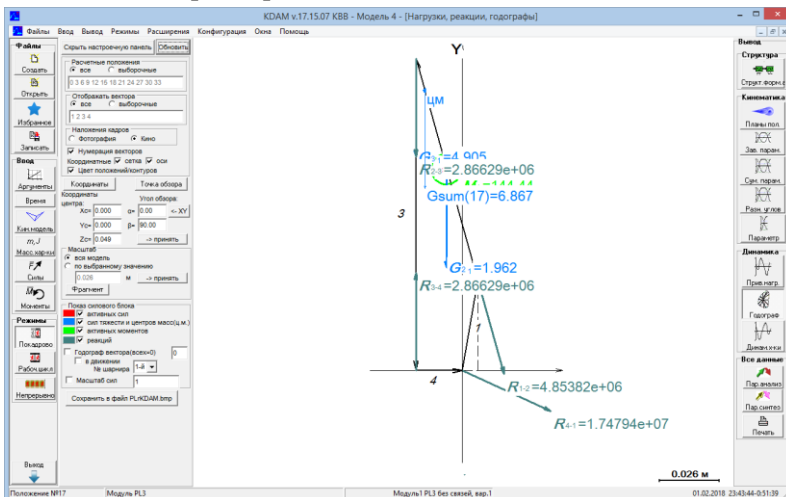 KDAM v.17.15.07 КВВ - Модель 4 - [Нагрузки, реакции, годографы]
Файлы Ввод Вывод Режимы Расширения Конфигурация Окна Помощь
Файлы
Создать
Открыть
Избранное
Записать
Ввод
Аргументы
Время
Кин.модель
m, J
Масс.хар-ки
Силы
Моменты
Режимы
Покадрово
Рабоч.цикл
Непрерывно
Выход
Скрыть настроечную панель Обновить
Расчетные положения
все выборочные
0 3 6 9 12 15 18 21 24 27 30 33
Отображать вектора
все выборочные
1 2 3 4
Наложения кадров
Фотография Кино
Нумерация векторов
Координатные сетка оси
Цвет положений/контуров
Координаты Точка обзора
Координаты центра: Угол обзора:
Xc= 0.000 α= 0.00 <- XY
Yc= 0.000 β= 90.00
Zc= 0.049 -> принять
Масштаб
вся модель
по выбранному значению
0.026 м -> принять
Фрагмент
Показ силового блока
активных сил
сил тяжести и центров масс(ц.м.)
активных моментов
реакций
Годограф вектора(всех=0) 0
в движении
№ шарнира 1-й
Масштаб сил 1
Сохранить в файл PLrKDAM.bmp
Y
ЦМ
G3-1=4.905
R2-3=2.86629e+06
Gsum(17)=6.867
3
G2-1=1.962
R3-4=2.86629e+06
1
4
R1-2=4.85382e+06
R4-1=1.74794e+07
0.026 м
Вывод
Структура
Структ.форм.
Кинематика
Планы пол.
Зав. парам.
Сум. парам.
Разн. углов
Параметр
Динамика
Прив.нагр.
Годограф
Динам.х-ки
Все данные
Пар.анализ
Пар.синтез
Печать
Положение №17 Модуль PL3 Модуль1 PL3 без связей, вар.1 01.02.2018 23:43:44-0:51:39